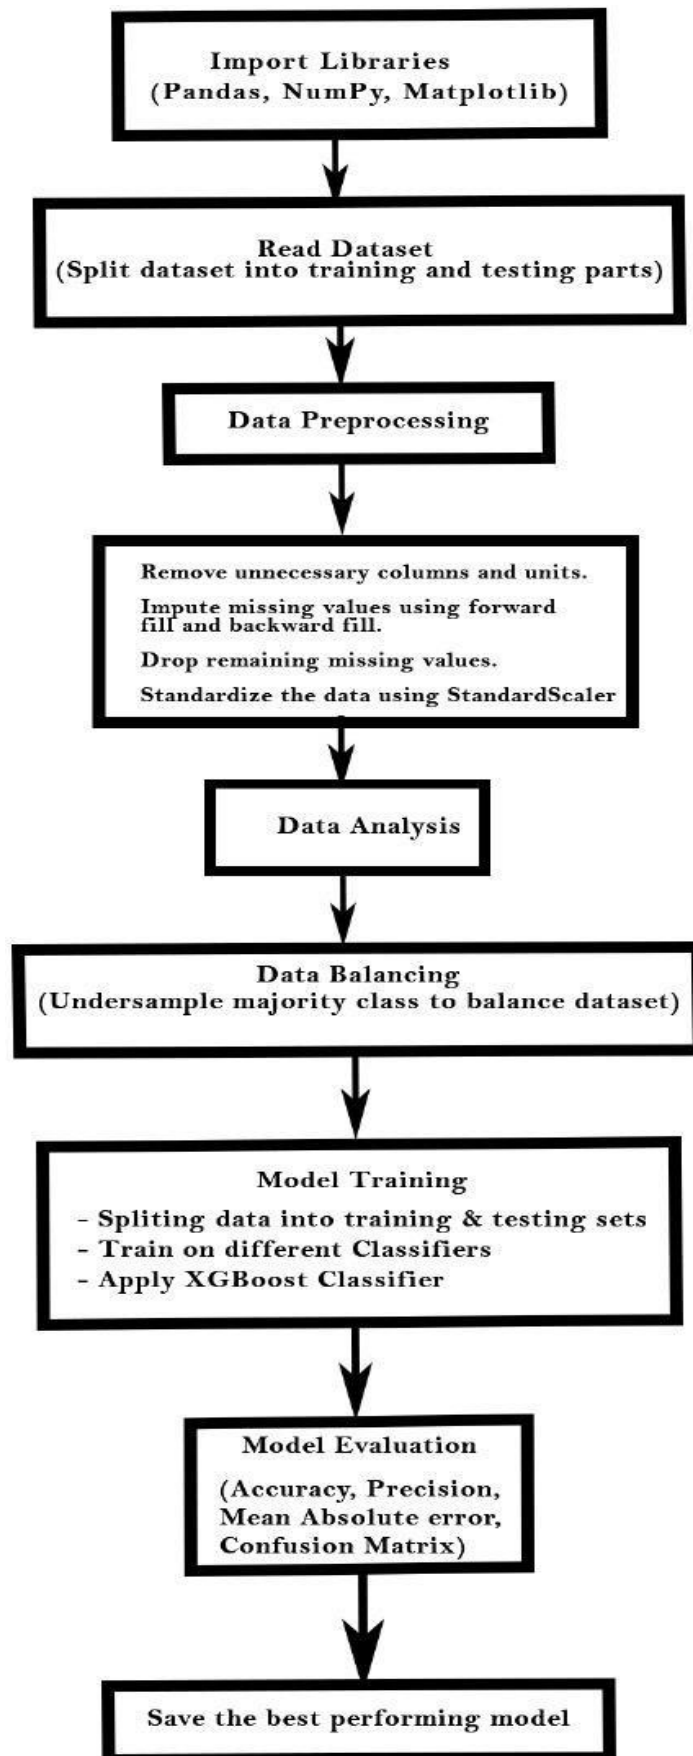 Import Libraries
(Pandas, NumPy, Matplotlib)
Read Dataset
(Split dataset into training and testing parts)
Data Preprocessing
Remove unnecessary columns and units.
Impute missing values using forward
fill and backward fill.
Drop remaining missing values.
Standardize the data using StandardScaler
Data Analysis
Data Balancing
(Undersample majority class to balance dataset)
Model Training
- Spliting data into training & testing sets
- Train on different Classifiers
- Apply XGBoost Classifier
Model Evaluation
(Accuracy, Precision,
Mean Absolute error,
Confusion Matrix)
Save the best performing model